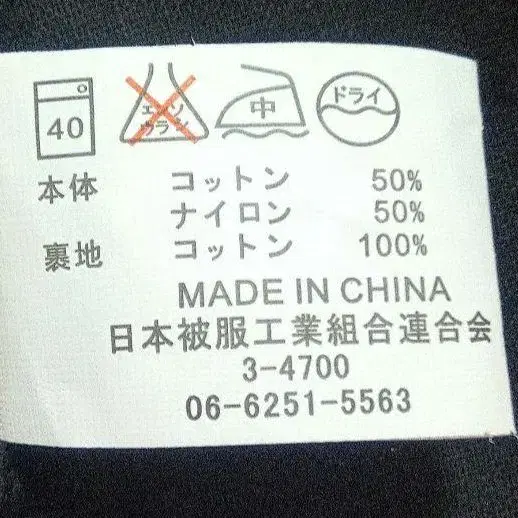 40 エンソ ウラン 中 ドライ
本体 コットン 50%
ナイロン 50%
裏地 コットン 100%
MADE IN CHINA
日本被服工業組合連合会
3-4700
06-6251-5563